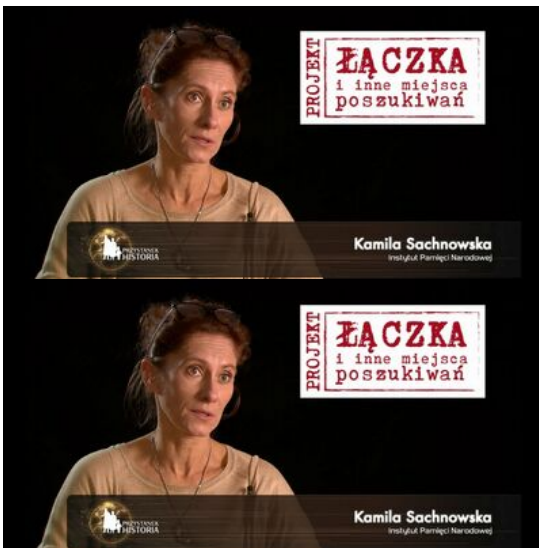 PROJEKT
ŁĄCZKA
i inne miejsca
poszukiwań
PRZYSTANEK
HISTORIA
Kamila Sachnowska
Instytut Pamięci Narodowej
PROJEKT
ŁĄCZKA
i inne miejsca
poszukiwań
PRZYSTANEK
HISTORIA
Kamila Sachnowska
Instytut Pamięci Narodowej